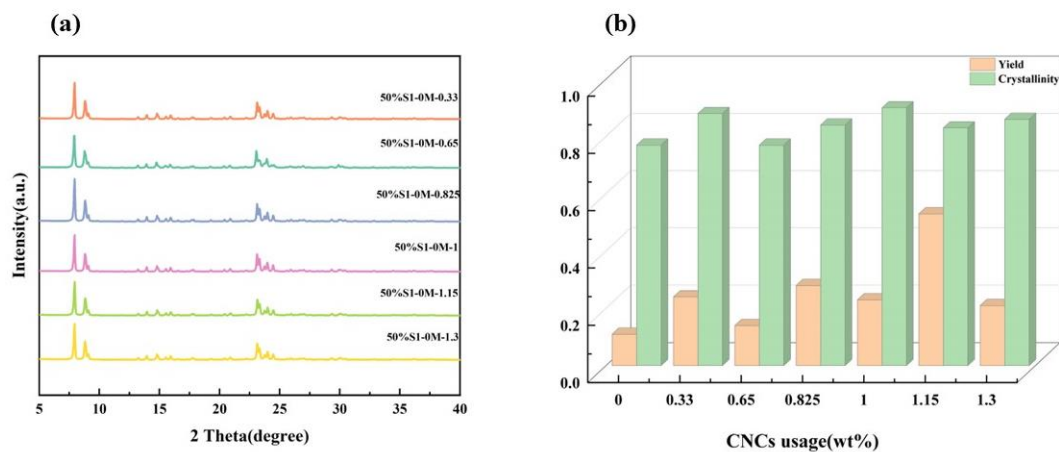 (a)
50%S1-0M-0.33
50%S1-0M-0.65
50%S1-0M-0.825
50%S1-0M-1
50%S1-0M-1.15
50%S1-0M-1.3
Intensity(a.u.)
5 10 15 20 25 30 35 40
2 Theta(degree)
(b)
Yield
Crystallinity
1.0
0.8
0.6
0.4
0.2
0.0
0 0.33 0.65 0.825 1 1.15 1.3
CNCs usage(wt%)